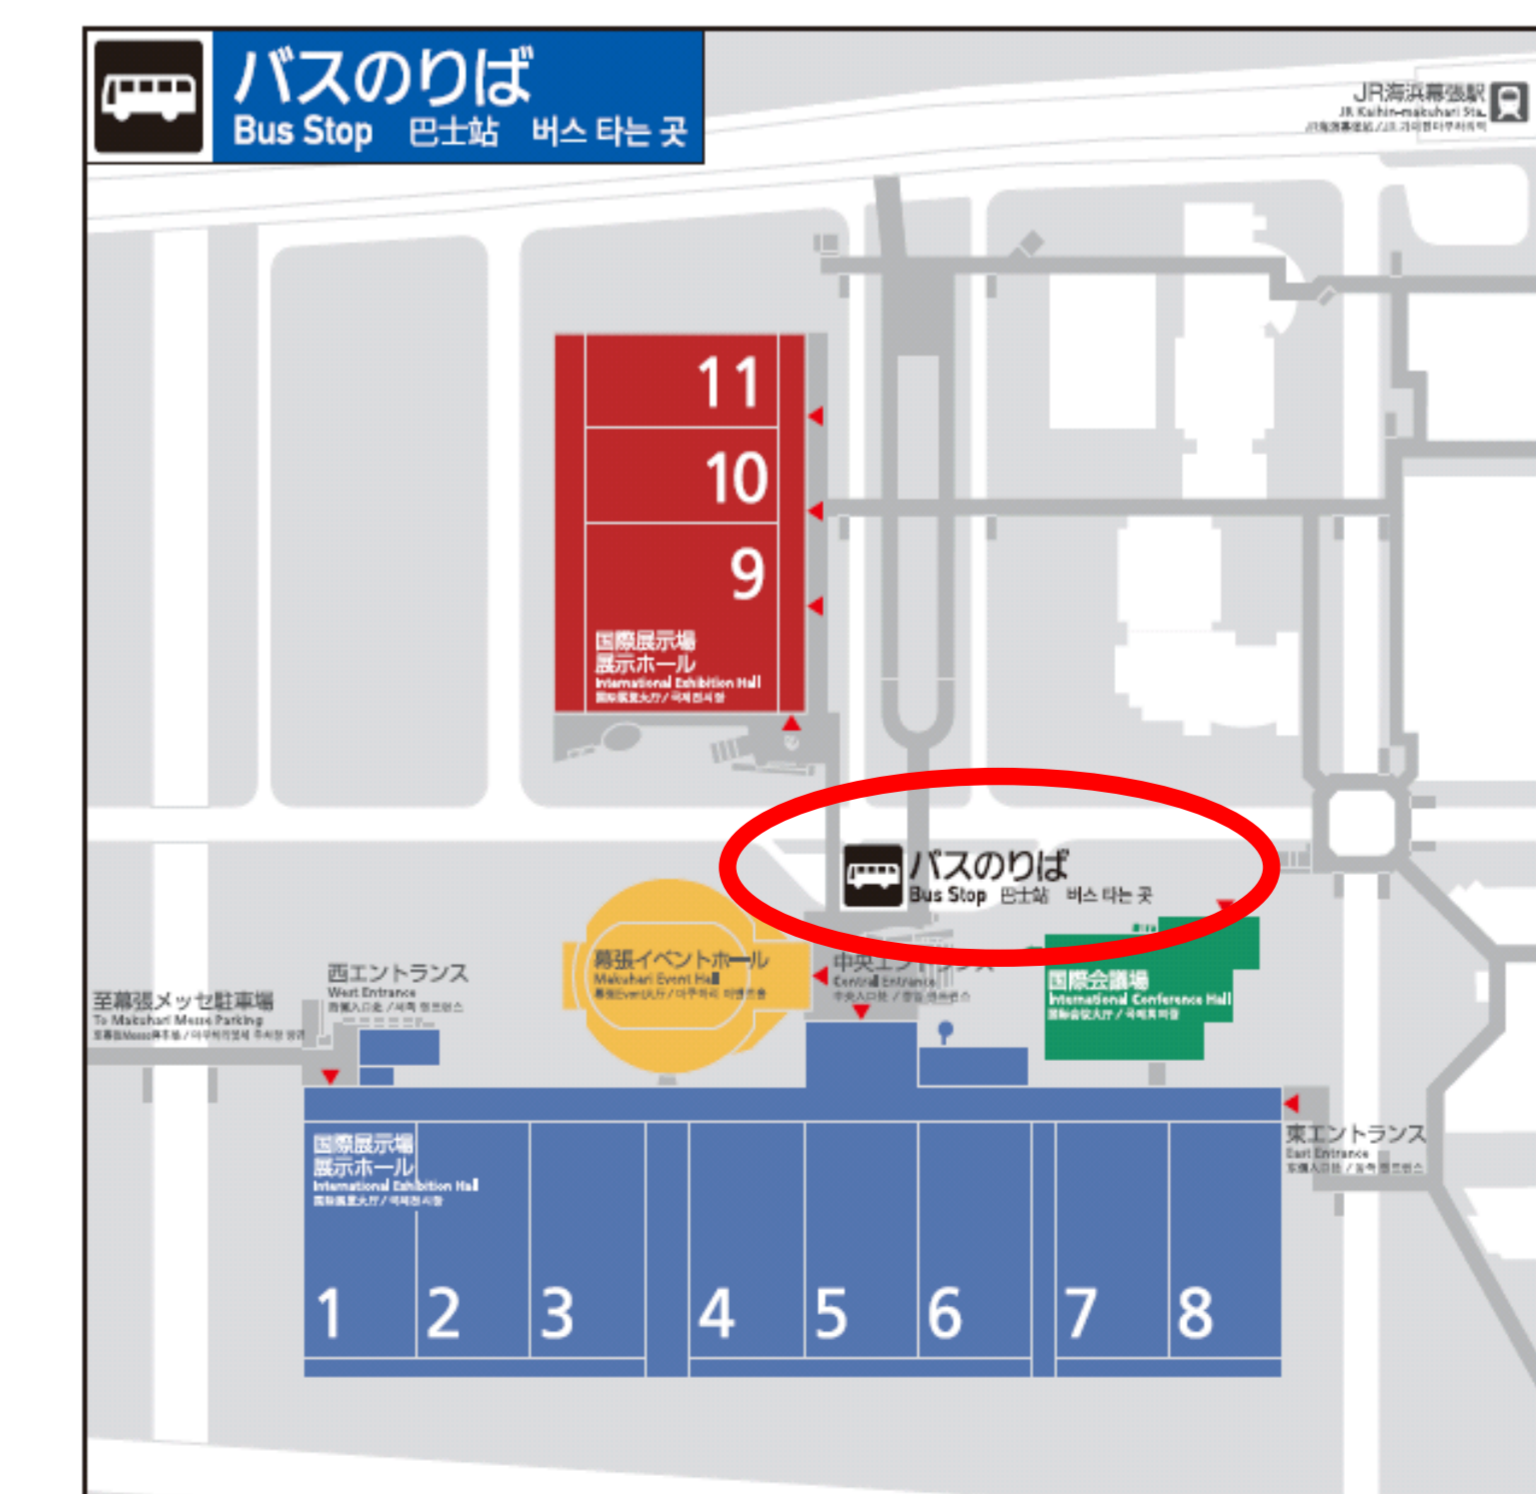 バスのりば
Bus Stop 巴士站 버스 타는 곳
JR海浜幕張駅
JR Kaihin-makuhari Sta.
11
10
9
国際展示場
展示ホール
International Exhibition Hall
バスのりば
Bus Stop 巴士站 버스 타는 곳
幕張イベントホール
Makuhari Event Hall
中央エントランス
Central Entrance
国際会議場
International Conference Hall
西エントランス
West Entrance
至幕張メッセ駐車場
To Makuhari Messe Parking
国際展示場
展示ホール
International Exhibition Hall
東エントランス
East Entrance
1 2 3 4 5 6 7 8